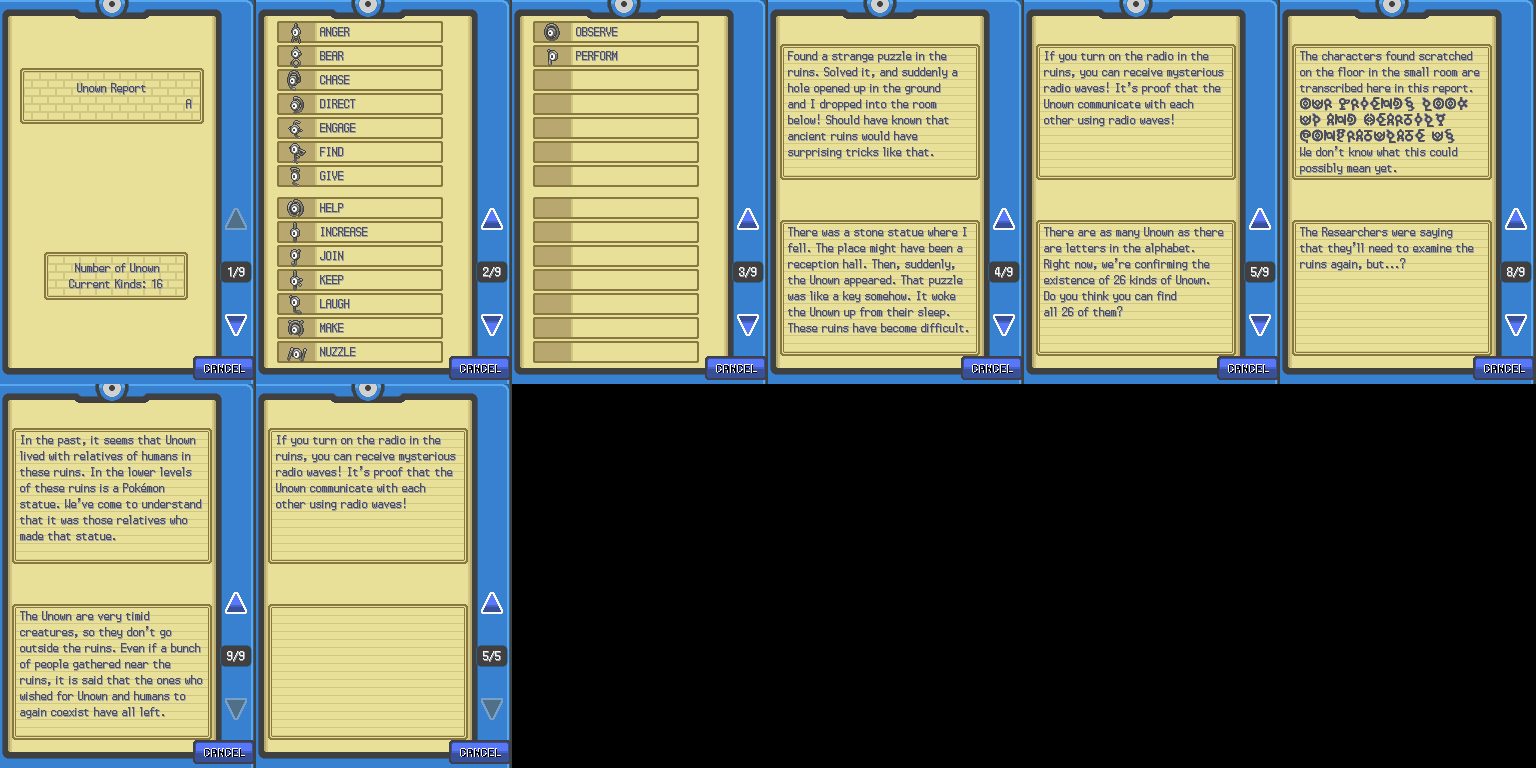 Unown Report
A
Number of Unown
Current Kinds: 16
1/9
CANCEL
ANGER
BEAR
CHASE
DIRECT
ENGAGE
FIND
GIVE
HELP
INCREASE
JOIN
KEEP
LAUGH
MAKE
NUZZLE
2/9
CANCEL
OBSERVE
PERFORM
3/9
CANCEL
Found a strange puzzle in the
ruins. Solved it, and suddenly a
hole opened up in the ground
and I dropped into the room
below! Should have known that
ancient ruins would have
surprising tricks like that.
There was a stone statue where I
fell. The place might have been a
reception hall. Then, suddenly,
the Unown appeared. That puzzle
was like a key somehow. It woke
the Unown up from their sleep.
These ruins have become difficult.
4/9
CANCEL
If you turn on the radio in the
ruins, you can receive mysterious
radio waves! It's proof that the
Unown communicate with each
other using radio waves!
There are as many Unown as there
are letters in the alphabet.
Right now, we're confirming the
existence of 26 kinds of Unown.
Do you think you can find
all 26 of them?
5/9
CANCEL
The characters found scratched
on the floor in the small room are
transcribed here in this report.
We don't know what this could
possibly mean yet.
The Researchers were saying
that they'll need to examine the
ruins again, but...?
8/9
CANCEL
In the past, it seems that Unown
lived with relatives of humans in
these ruins. In the lower levels
of these ruins is a Pokémon
statue. We've come to understand
that it was those relatives who
made that statue.
The Unown are very timid
creatures, so they don't go
outside the ruins. Even if a bunch
of people gathered near the
ruins, it is said that the ones who
wished for Unown and humans to
again coexist have all left.
9/9
CANCEL
If you turn on the radio in the
ruins, you can receive mysterious
radio waves! It's proof that the
Unown communicate with each
other using radio waves!
5/5
CANCEL